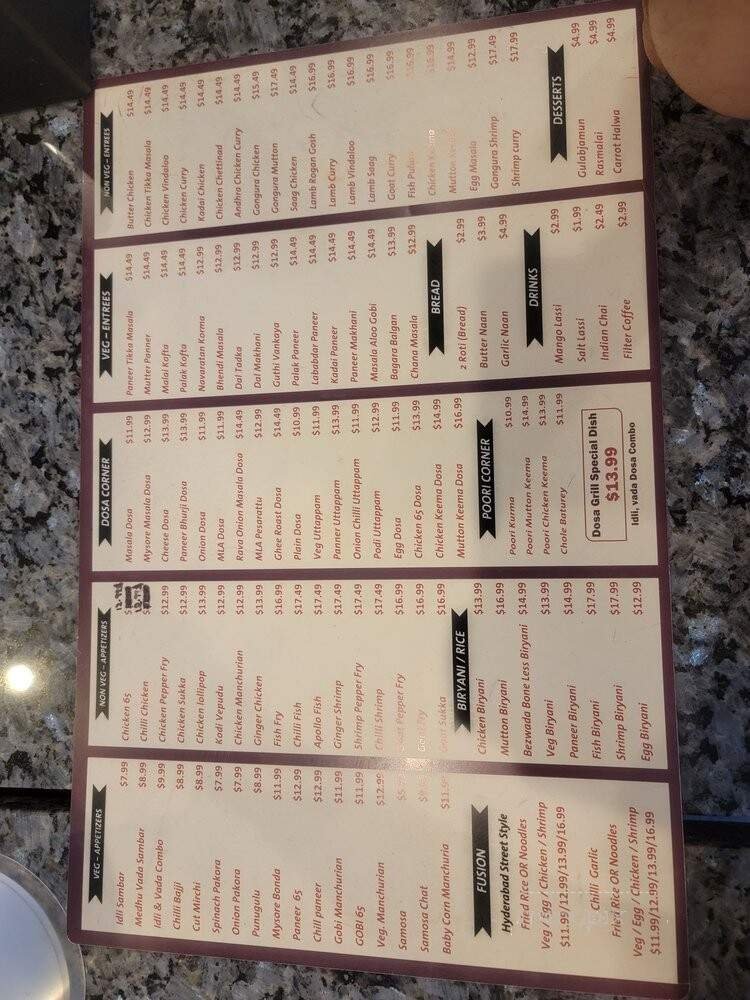 VEG – APPETIZERS
Idli Sambar $7.99
Medhu Vada Sambar $8.99
Idli & Vada Combo $9.99
Chilli Bajji $8.99
Cut Mirchi $8.99
Spinach Pakora $7.99
Onion Pakora $7.99
Punugulu $8.99
Mysore Bonda $11.99
Paneer 65 $12.99
Chill paneer $12.99
Gobi Manchurian $11.99
GOBI 65 $11.99
Veg. Manchurian $12.99
Samosa
Samosa Chat
Baby Corn Manchuria $11.99
FUSION
Hyderabad Street Style
Fried Rice OR Noodles
Veg / Egg / Chicken / Shrimp
$11.99/12.99/13.99/16.99
Chilli Garlic
Fried Rice OR Noodles
Veg / Egg / Chicken / Shrimp
$11.99/12.99/13.99/16.99
NON VEG – APPETIZERS
Chicken 65
Chilli Chicken
Chicken Pepper Fry $12.99
Chicken Sukka $12.99
Chicken lollipop $13.99
Kodi Vepudu $12.99
Chicken Manchurian $12.99
Ginger Chicken $13.99
Fish Fry $16.99
Chilli Fish $17.49
Apollo Fish $17.49
Ginger Shrimp $17.49
Shrimp Pepper Fry $17.49
Chilli Shrimp $17.49
Goat Pepper Fry $16.99
Goat Fry $16.99
Goat Sukka $16.99
BIRYANI / RICE
Chicken Biryani $13.99
Mutton Biryani $16.99
Bezwada Bone Less Biryani $14.99
Veg Biryani $13.99
Paneer Biryani $14.99
Fish Biryani $17.99
Shrimp Biryani $17.99
Egg Biryani $12.99
DOSA CORNER
Masala Dosa $11.99
Mysore Masala Dosa $12.99
Cheese Dosa $13.99
Paneer Bhurji Dosa $13.99
Onion Dosa $11.99
MLA Dosa $11.99
Rava Onion Masala Dosa $14.49
MLA Pesarattu $12.99
Ghee Roast Dosa $14.49
Plain Dosa $10.99
Veg Uttappam $11.99
Panner Uttappam $13.99
Onion Chilli Uttappam $11.99
Podi Uttappam $12.99
Egg Dosa $11.99
Chicken 65 Dosa $13.99
Chicken Keema Dosa $14.99
Mutton Keema Dosa $16.99
POORI CORNER
Poori Kurma $10.99
Poori Mutton Keema $14.99
Poori Chicken Keema $13.99
Chole Baturey $11.99
Dosa Grill Special Dish
$13.99
Idli, vada Dosa Combo
VEG – ENTREES
Paneer Tikka Masala $14.49
Mutter Panner $14.49
Malai Kofta $14.49
Palak Kofta $14.49
Navaratan Korma $12.99
Bhendi Masala $12.99
Dal Tadka $12.99
Dal Makhani $12.99
Guthi Vankaya $12.99
Palak Paneer $14.49
Lababdar Paneer $14.49
Kadai Paneer $14.49
Paneer Makhani $14.49
Masala Aloo Gobi $14.49
Bagara Baigan $13.99
Chana Masala $12.99
BREAD
2 Roti (Bread) $2.99
Butter Naan $3.99
Garlic Naan $4.99
DRINKS
Mango Lassi $2.99
Salt Lassi $1.99
Indian Chai $2.49
Filter Coffee $2.99
NON VEG – ENTREES
Butter Chicken $14.49
Chicken Tikka Masala $14.49
Chicken Vindaloo $14.49
Chicken Curry $14.49
Kadai Chicken $14.49
Chicken Chettinad $14.49
Andhra Chicken Curry $14.49
Gongura Chicken $15.49
Gongura Mutton $17.49
Saag Chicken $14.49
Lamb Rogan Gosh $16.99
Lamb Curry $16.99
Lamb Vindaloo $16.99
Lamb Saag $16.99
Goat Curry $16.99
Fish
Chicken
Mutton $14.99
Egg Masala $12.99
Gongura Shrimp $17.49
Shrimp curry $17.99
DESSERTS
Gulabjamun $4.99
Rasmalai $4.99
Carrot Halwa $4.99